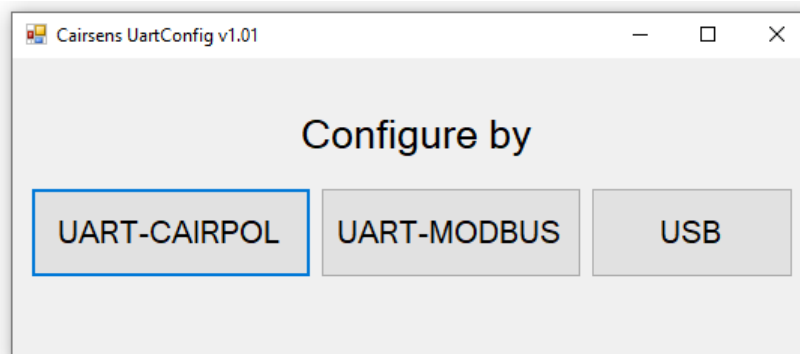 Cairsens UartConfig v1.01
Configure by
UART-CAIRPOL UART-MODBUS USB